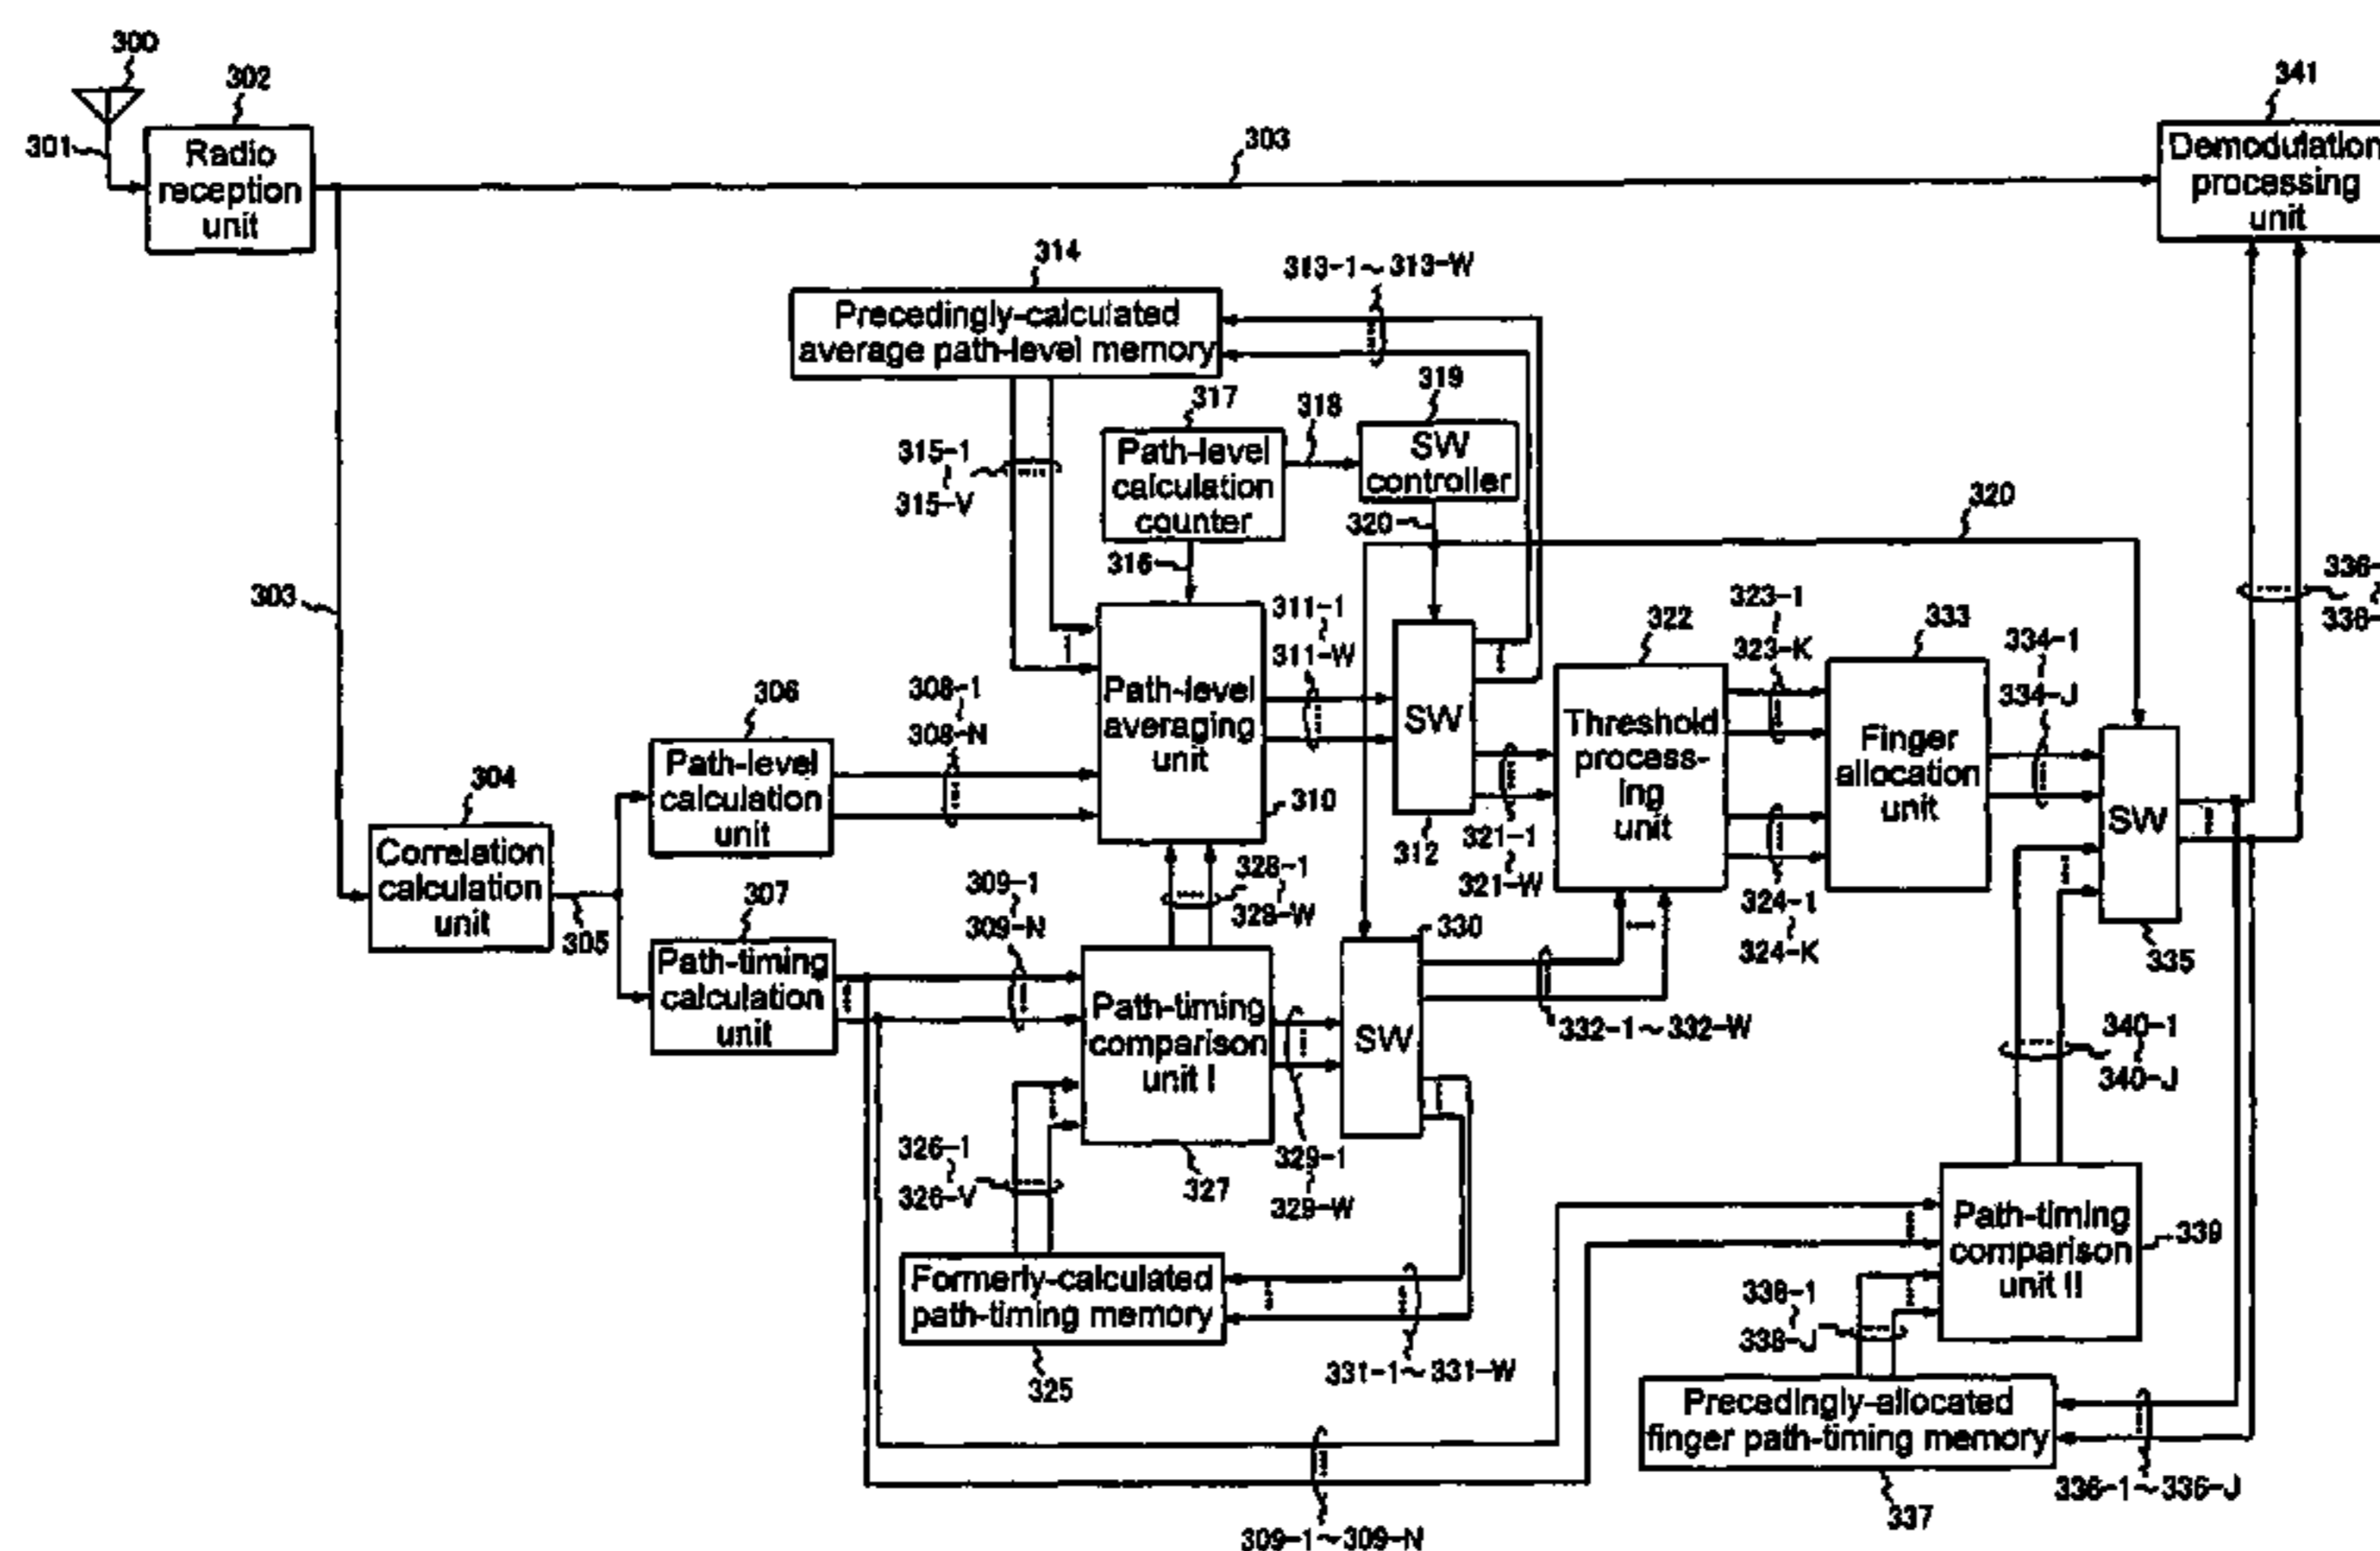 300
302
301
Radio
reception
unit
303
341
Demodulation
processing
unit
314
313-1~313-W
Precedingly-calculated
average path-level memory
317
318
319
315-1
~
315-V
Path-level
calculation
counter
SW
controller
320
320
316
303
336-
338-
311-1
~
311-W
322
323-1
~
323-K
333
334-1
~
334-J
306
308-1
~
308-N
Path-level
averaging
unit
SW
Threshold
process-
ing
unit
Finger
allocation
unit
SW
Path-level
calculation
unit
310
304
312
321-1
~
321-W
Correlation
calculation
unit
305
307
309-1
~
309-N
328-1
~
328-W
324-1
~
324-K
330
335
Path-timing
calculation
unit
Path-timing
comparison
unit I
SW
332-1~332-W
340-1
~
340-J
326-1
~
326-V
327
329-1
~
329-W
Path-timing
comparison
unit II
339
Formerly-calculated
path-timing memory
325
331-1~331-W
338-1
~
338-J
Precedingly-allocated
finger path-timing memory
337
336-1~336-J
309-1~309-N